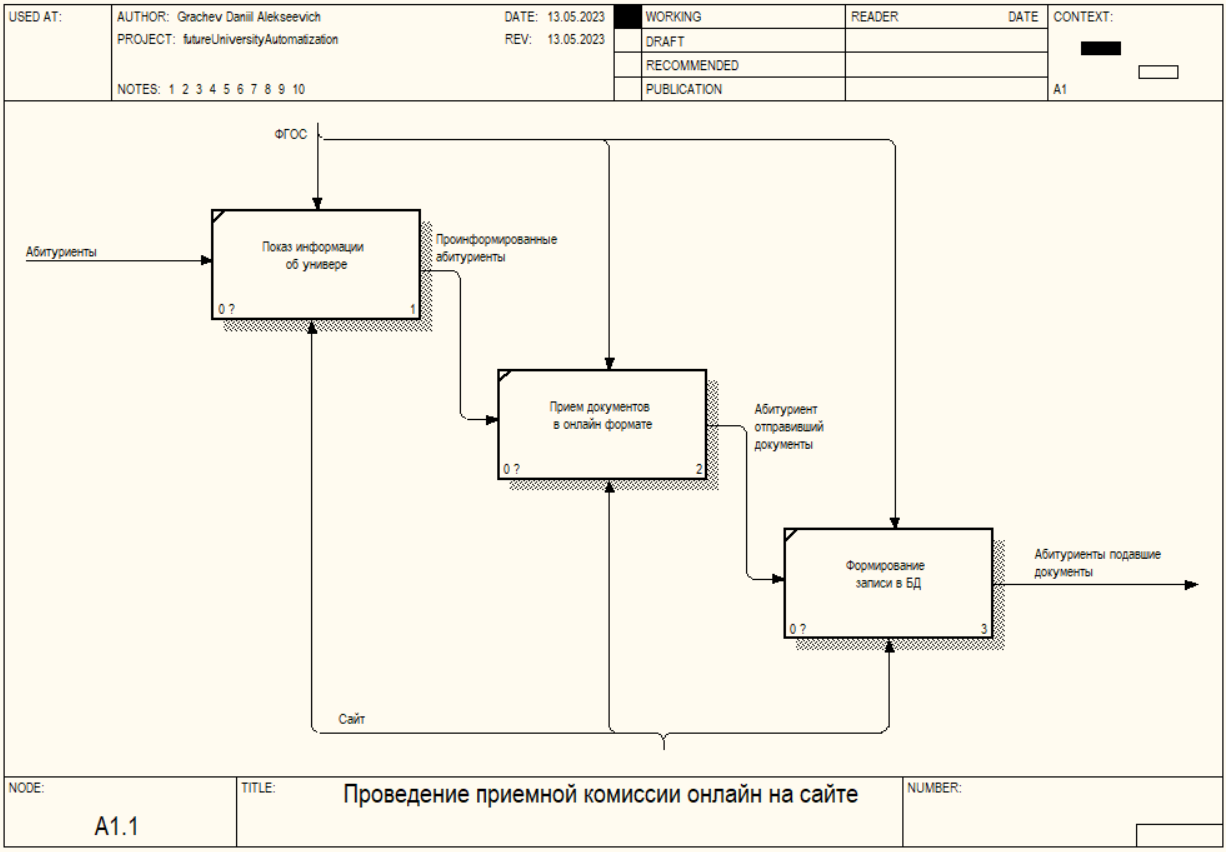 USED AT:
AUTHOR: Grachev Daniil Alekseevich
DATE: 13.05.2023
PROJECT: futureUniversityAutomatization
REV: 13.05.2023
NOTES: 1 2 3 4 5 6 7 8 9 10
WORKING
DRAFT
RECOMMENDED
PUBLICATION
READER
DATE
CONTEXT:
A1
ФГОС
Абитуриенты
Показ информации
об универе
0 ?
1
Проинформированные
абитуриенты
Прием документов
в онлайн формате
0 ?
2
Абитуриент
отправивший
документы
Формирование
записи в БД
0 ?
3
Абитуриенты подавшие
документы
Сайт
NODE:
A1.1
TITLE:
Проведение приемной комиссии онлайн на сайте
NUMBER: